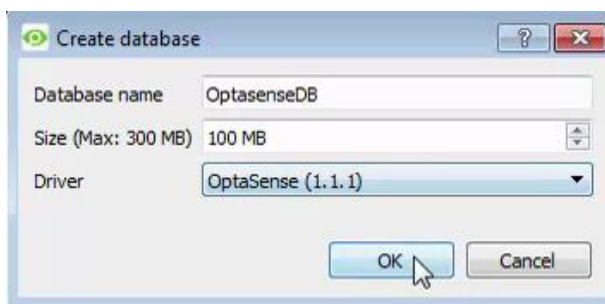 Create database
Database name OptasenseDB
Size (Max: 300 MB) 100 MB
Driver OptaSense (1.1.1)
OK Cancel